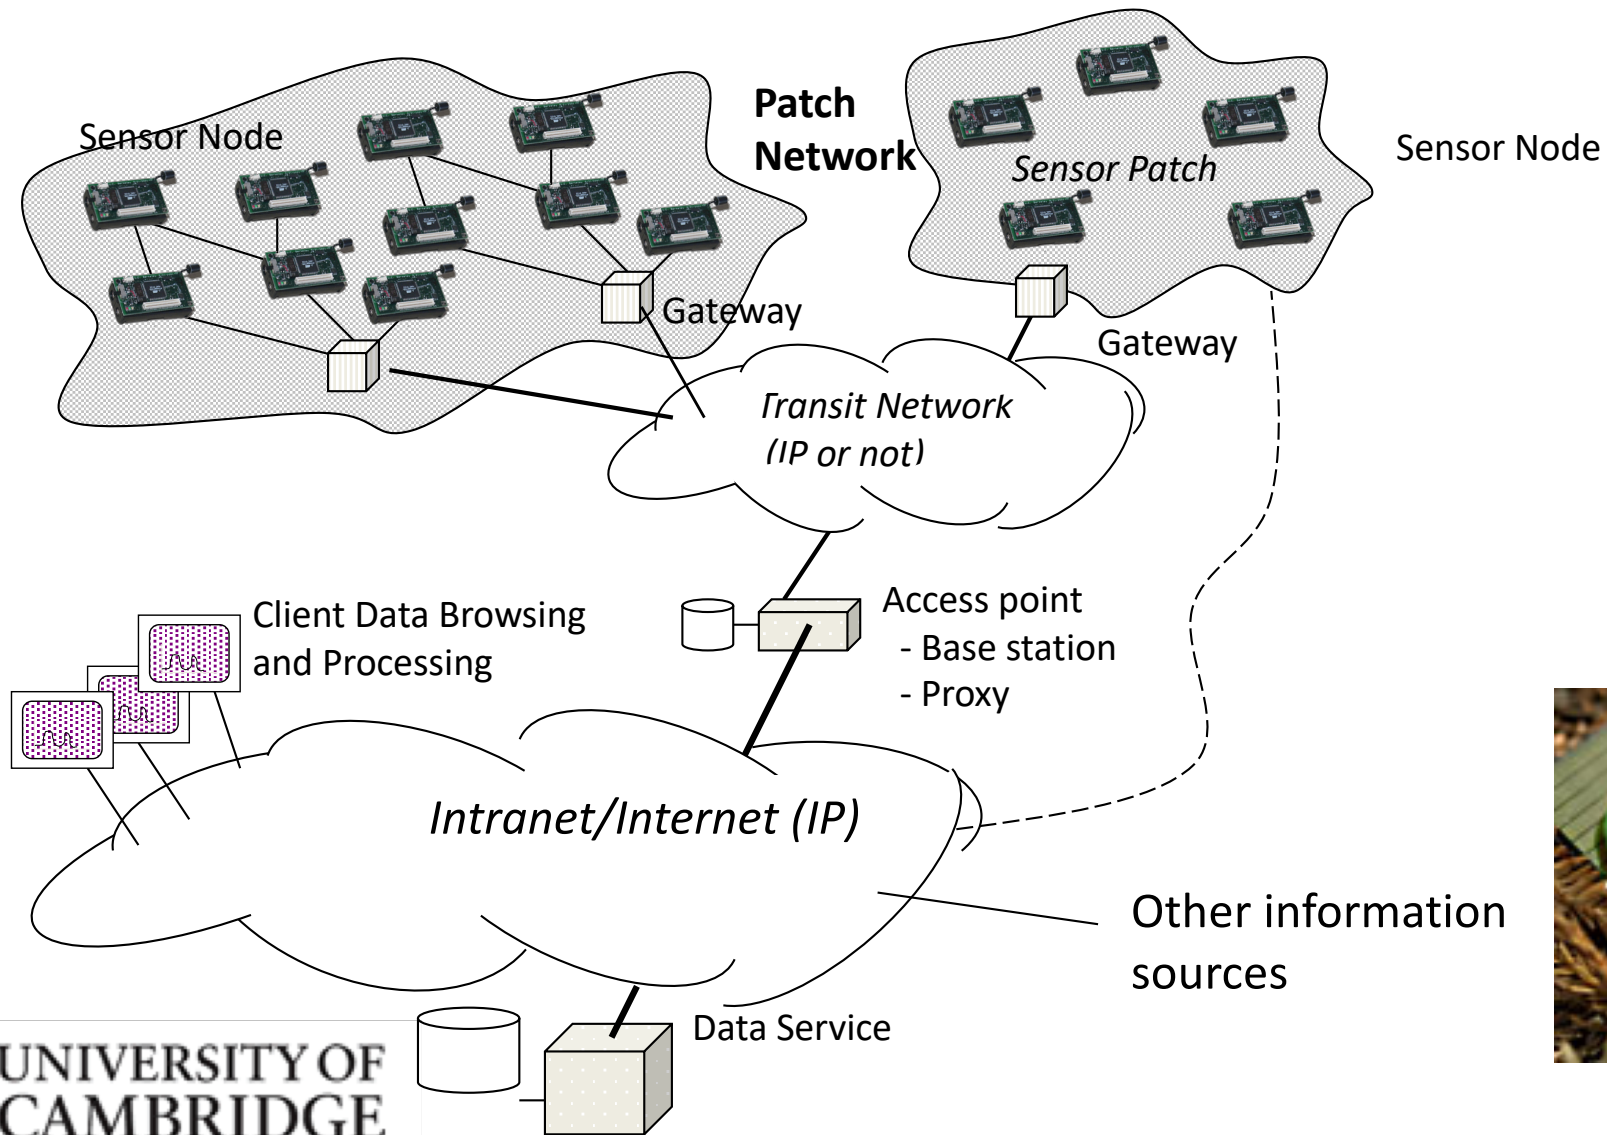 Patch
Network
Sensor Node
Sensor Patch
Sensor Node
Gateway
Gateway
Transit Network
(IP or not)
Access point
- Base station
- Proxy
Client Data Browsing
and Processing
Intranet/Internet (IP)
Other information
sources
Data Service
UNIVERSITY OF
CAMBRIDGE